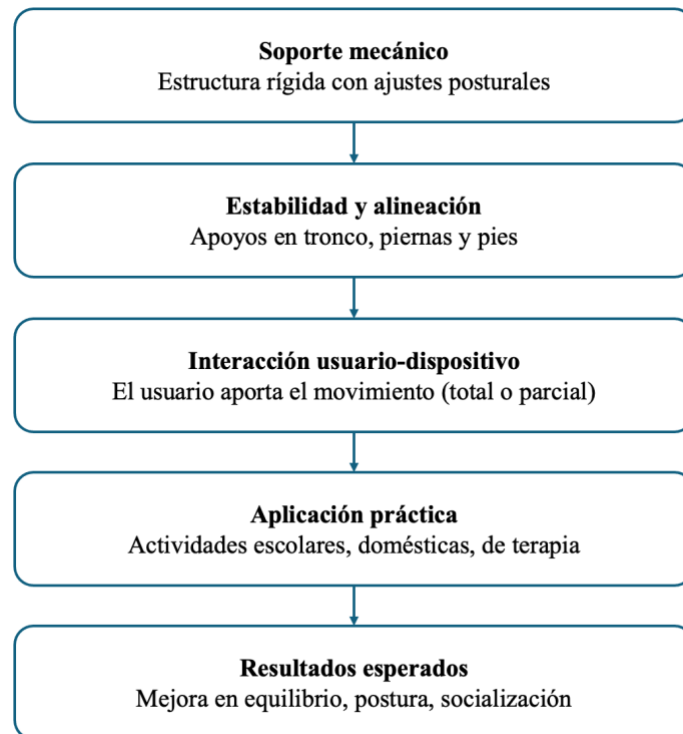 Soporte mecánico
Estructura rígida con ajustes posturales
Estabilidad y alineación
Apoyos en tronco, piernas y pies
Interacción usuario-dispositivo
El usuario aporta el movimiento (total o parcial)
Aplicación práctica
Actividades escolares, domésticas, de terapia
Resultados esperados
Mejora en equilibrio, postura, socialización